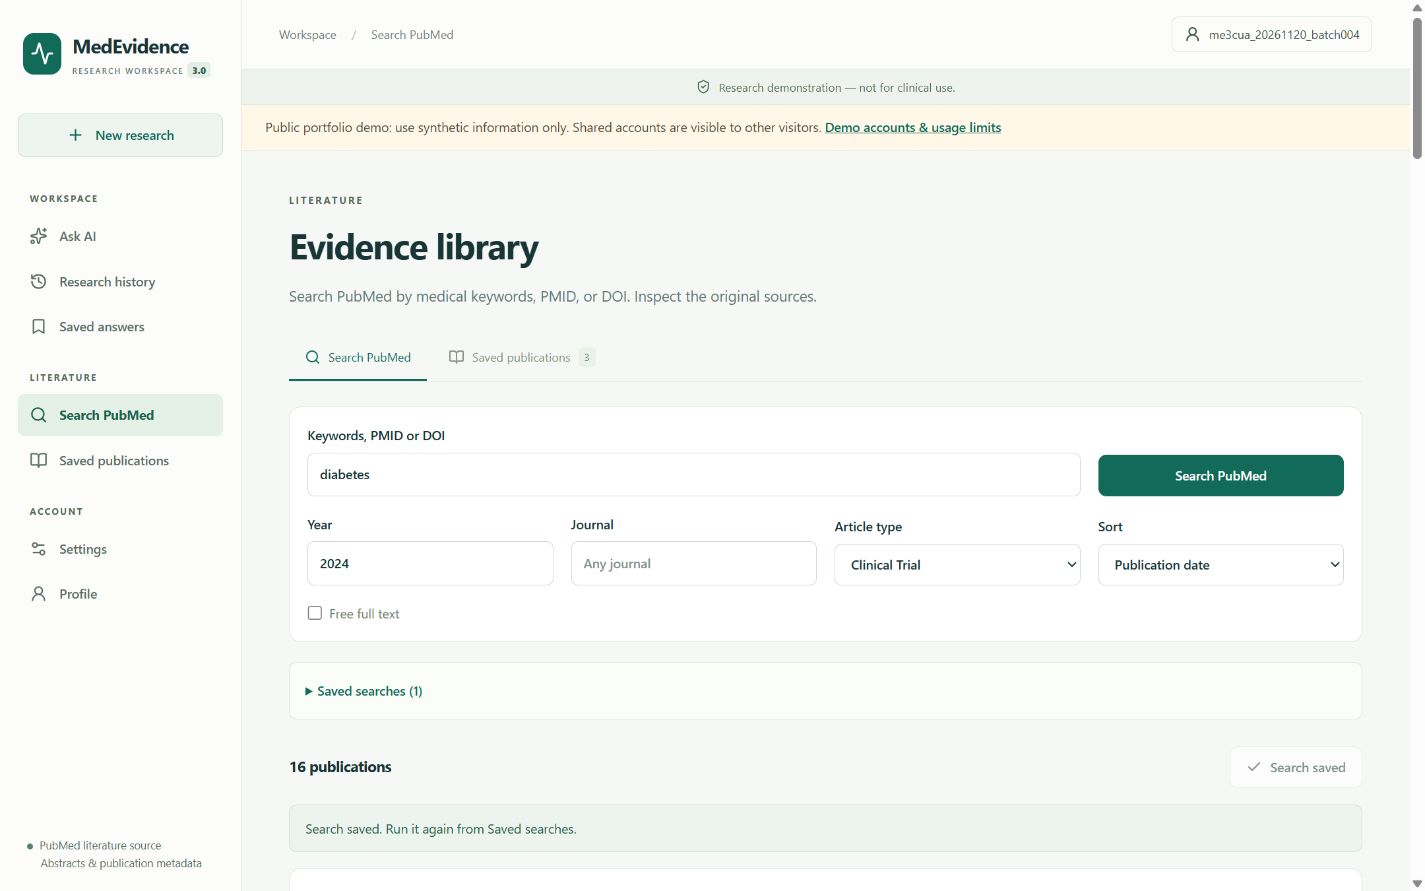 MedEvidence
RESEARCH WORKSPACE 3.0
New research
WORKSPACE
Ask AI
Research history
Saved answers
LITERATURE
Search PubMed
Saved publications
ACCOUNT
Settings
Profile
PubMed literature source
Abstracts & publication metadata
Workspace / Search PubMed
me3cua_20261120_batch004
Research demonstration — not for clinical use.
Public portfolio demo: use synthetic information only. Shared accounts are visible to other visitors. Demo accounts & usage limits
LITERATURE
Evidence library
Search PubMed by medical keywords, PMID, or DOI. Inspect the original sources.
Search PubMed
Saved publications 3
Keywords, PMID or DOI
diabetes
Search PubMed
Year
Journal
Article type
Sort
2024
Any journal
Clinical Trial
Publication date
Free full text
Saved searches (1)
16 publications
Search saved
Search saved. Run it again from Saved searches.